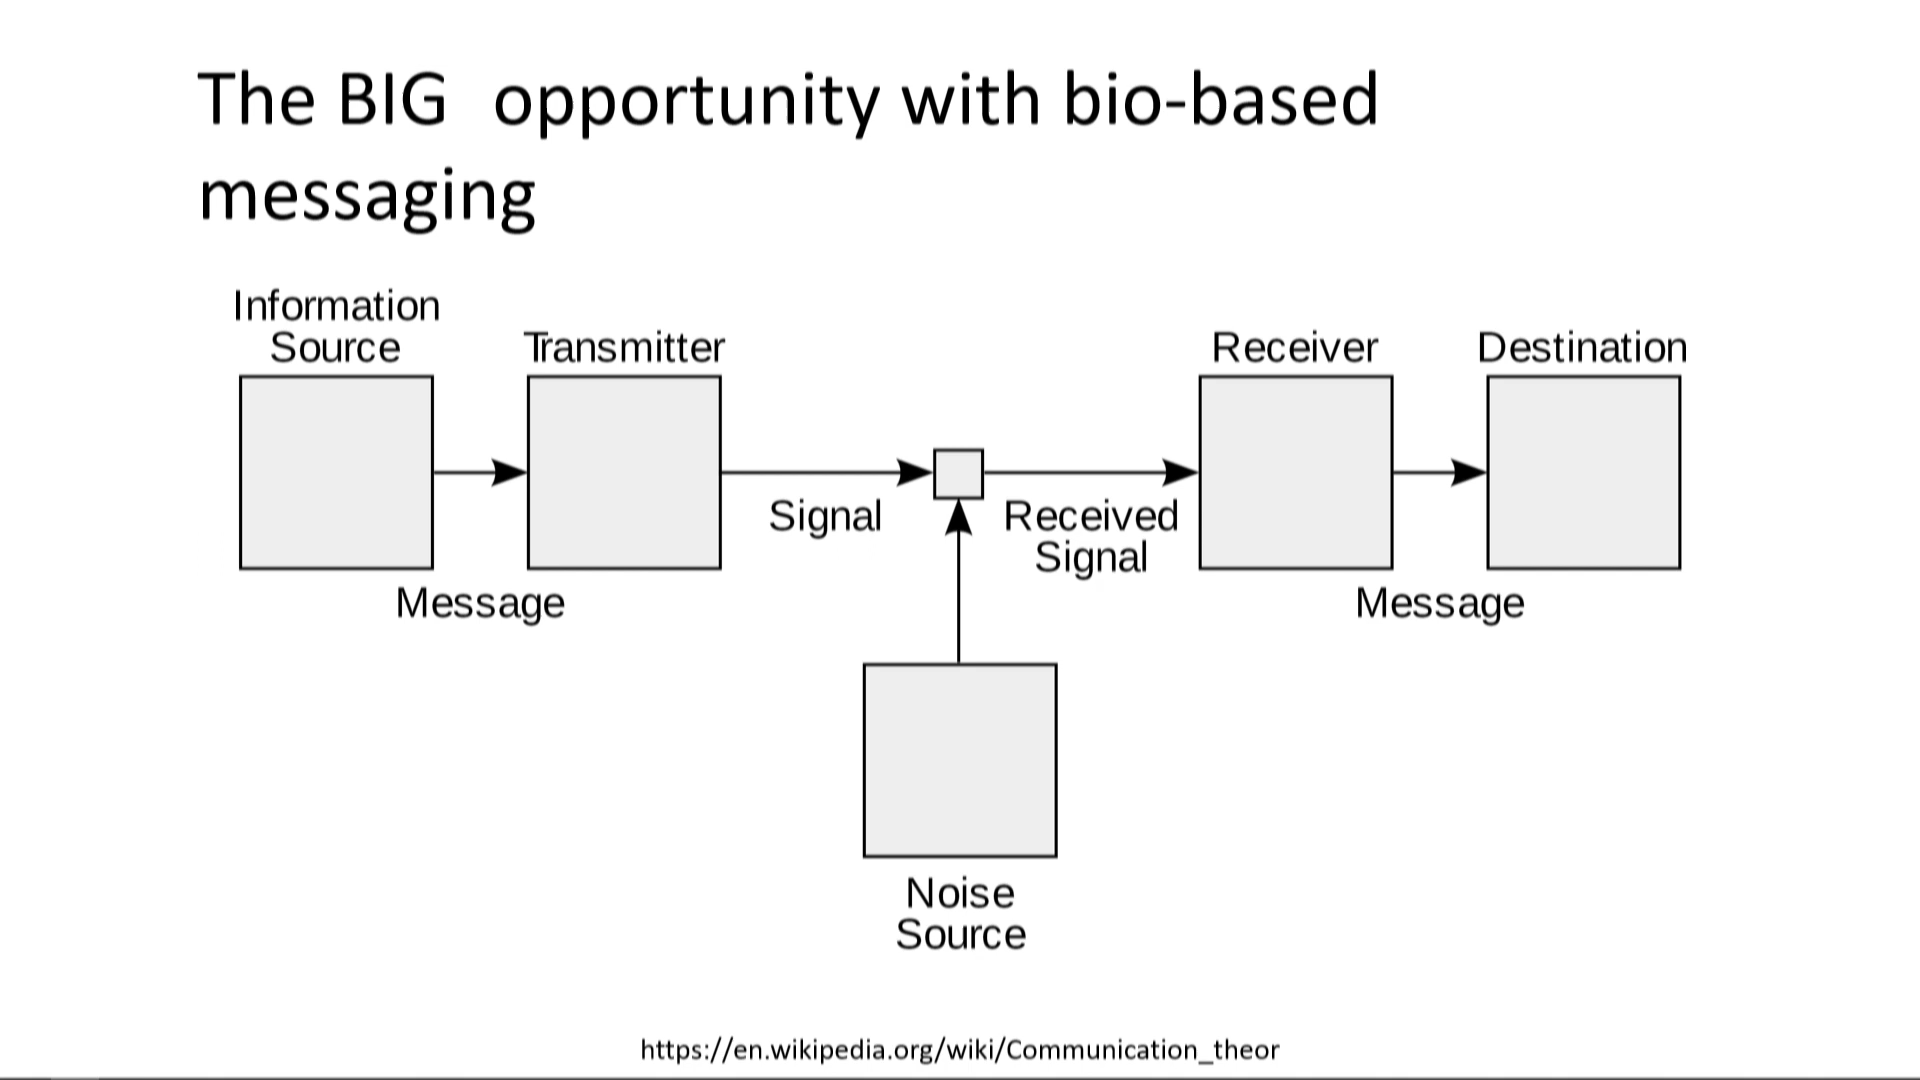 The BIG opportunity with bio-based
messaging
Information
Source
Transmitter
Receiver
Destination
Signal
Received
Signal
Message
Message
Noise
Source
https://en.wikipedia.org/wiki/Communication_theor